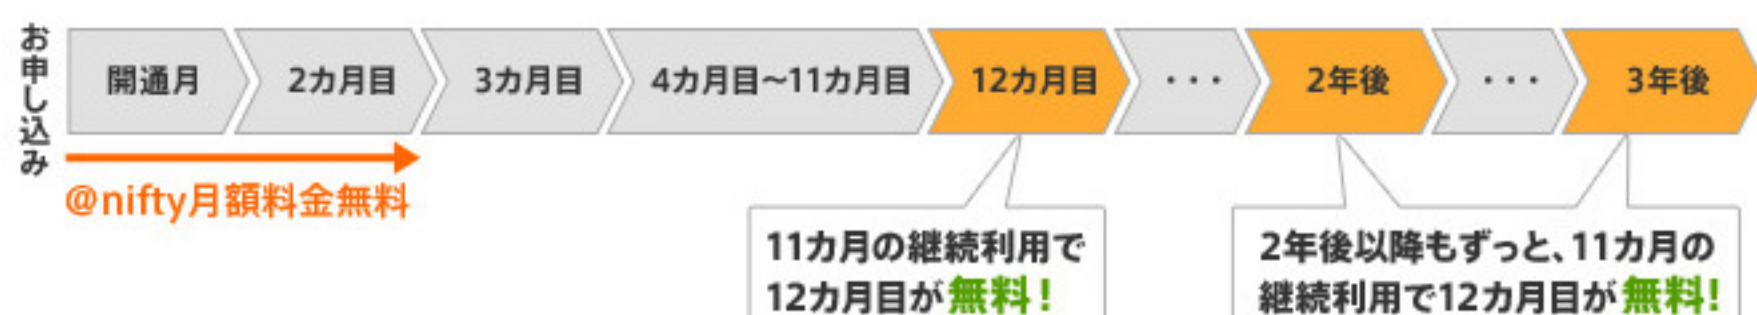 お申し込み
開通月
2カ月目
3カ月目
4カ月目~11カ月目
12カ月目
・・・
2年後
・・・
3年後
@nifty月額料金無料
11カ月の継続利用で
12カ月目が無料!
2年後以降もずっと、11カ月の
継続利用で12カ月目が無料!